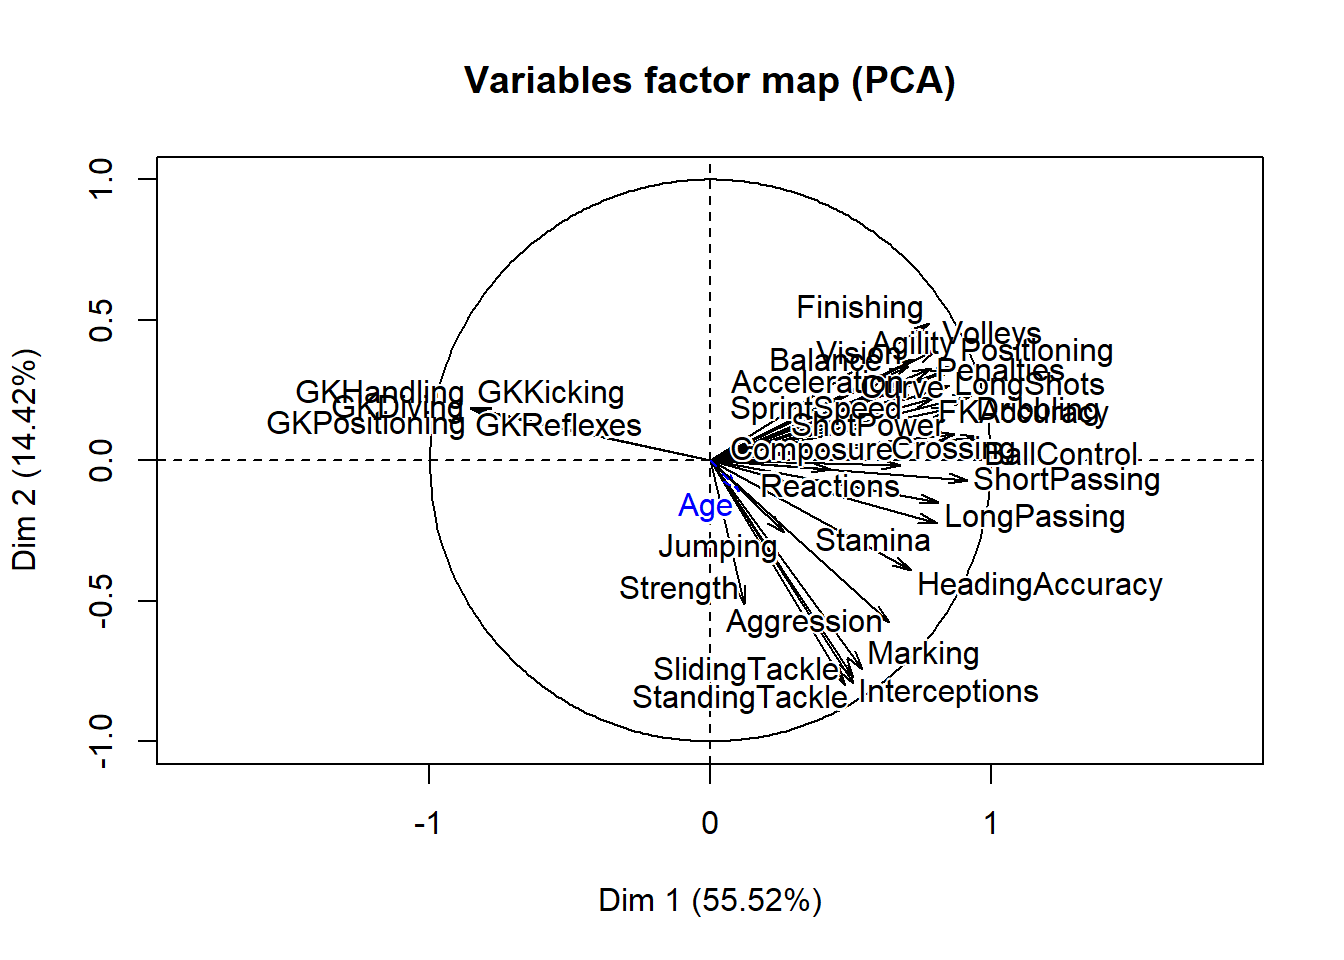 Variables factor map (PCA)
1.0
0.5
0.0
-0.5
-1.0
Dim 2 (14.42%)
Finishing
Volleys
Agility
Positioning
Vision
Balance
Penalties
Acceleration
Curve
LongShots
SprintSpeed
Dribbling
FKAccuracy
ShotPower
Composure
Crossing
BallControl
Reactions
ShortPassing
LongPassing
GKHandling
GKKicking
GKDiving
GKPositioning
GKReflexes
Age
Jumping
Stamina
Strength
HeadingAccuracy
Aggression
Marking
SlidingTackle
StandingTackle
Interceptions
-1
0
1
Dim 1 (55.52%)